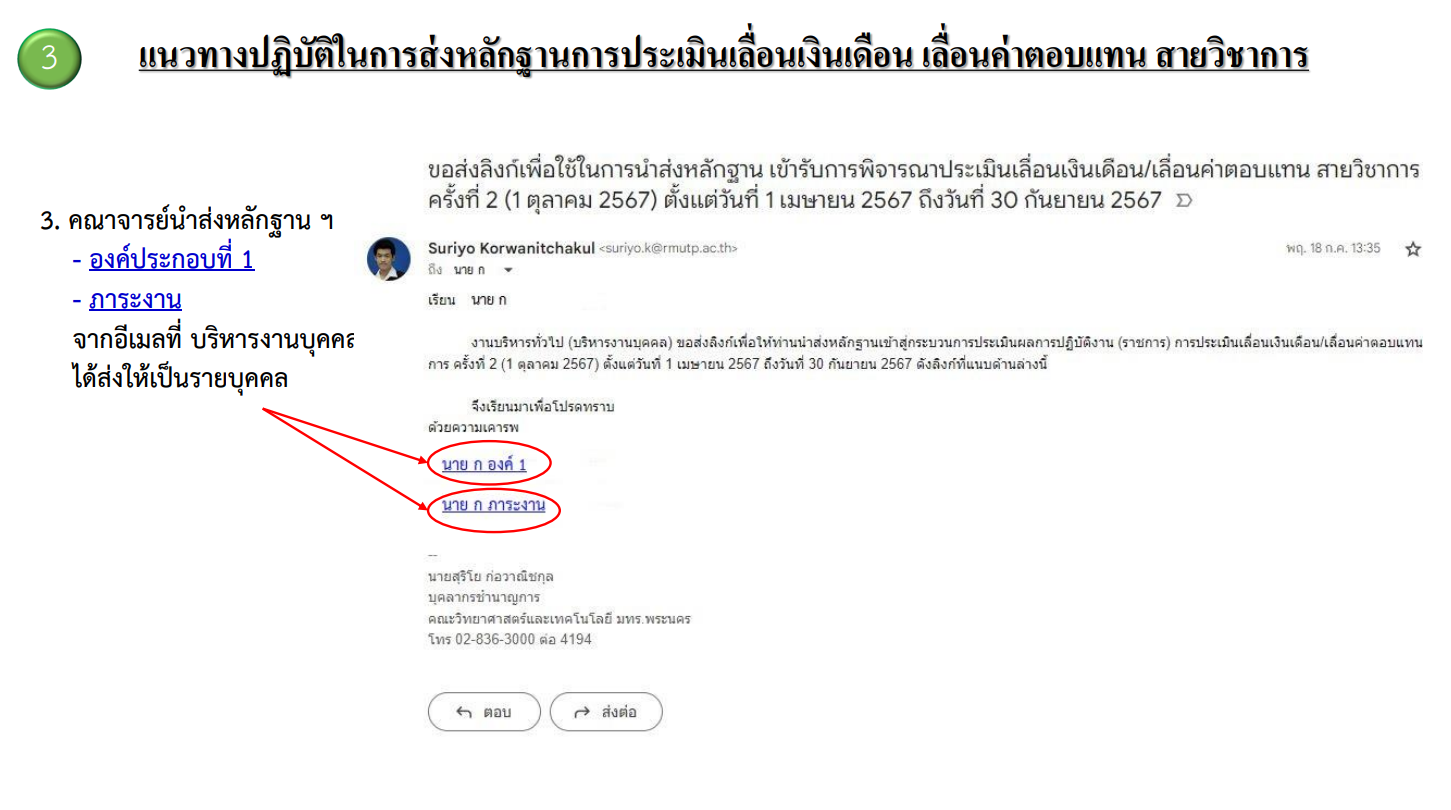 3
แนวทางปฏิบัติในการส่งหลักฐานการประเมินเลื่อนเงินเดือน เลื่อนค่าตอบแทน สายวิชาการ
3. คณาจารย์นำส่งหลักฐาน ฯ
- องค์ประกอบที่ 1
- ภาระงาน
จากอีเมลที่ บริหารงานบุคคล
ได้ส่งให้เป็นรายบุคคล
ขอส่งลิงก์เพื่อใช้ในการนำส่งหลักฐาน เข้ารับการพิจารณาประเมินเลื่อนเงินเดือน/เลื่อนค่าตอบแทน สายวิชาการ
ครั้งที่ 2 (1 ตุลาคม 2567) ตั้งแต่วันที่ 1 เมษายน 2567 ถึงวันที่ 30 กันยายน 2567
Suriyo Korwanitchakul <suriyo.k@rmutp.ac.th>
พฤ. 18 ก.ค. 13:35
ถึง นาย ก
เรียน นาย ก
งานบริหารทั่วไป (บริหารงานบุคคล) ขอส่งลิงก์เพื่อให้ท่านนำส่งหลักฐานเข้าสู่กระบวนการประเมินผลการปฏิบัติงาน (ราชการ) การประเมินเลื่อนเงินเดือน/เลื่อนค่าตอบแทน
การ ครั้งที่ 2 (1 ตุลาคม 2567) ตั้งแต่วันที่ 1 เมษายน 2567 ถึงวันที่ 30 กันยายน 2567 ดังลิงก์ที่แนบด้านล่างนี้
จึงเรียนมาเพื่อโปรดทราบ
ด้วยความเคารพ
นาย ก องค์ 1
นาย ก ภาระงาน
--
นายสุริโย ก่อวาณิชกุล
บุคลากรชำนาญการ
คณะวิทยาศาสตร์และเทคโนโลยี มทร.พระนคร
โทร 02-836-3000 ต่อ 4194
ตอบ
ส่งต่อ